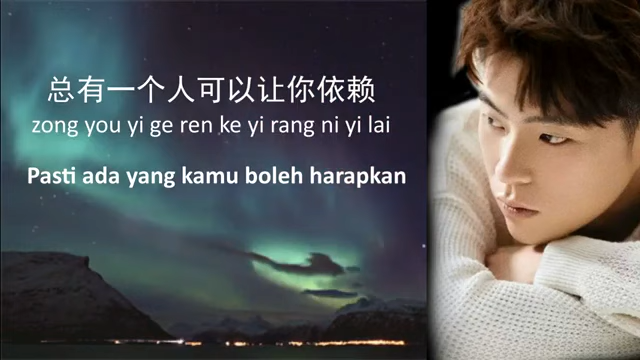 总有一个人可以让你依赖
zong you yi ge ren ke yi rang ni yi lai
Pasti ada yang kamu boleh harapkan